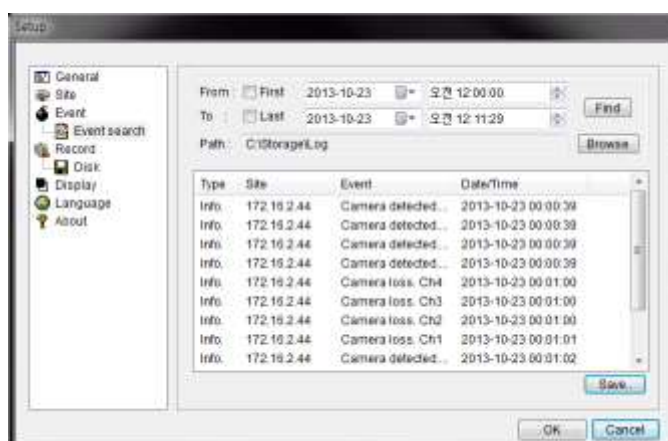 Setup
General
Site
Event
Event search
Record
Disk
Display
Language
About
From : First 2013-10-23 오전 12:00:00
To : Last 2013-10-23 오전 12:11:29
Find
Path : C:\Storage\Log
Browse
Type Site Event Date/Time
Info. 172.16.2.44 Camera detected... 2013-10-23 00:00:39
Info. 172.16.2.44 Camera detected... 2013-10-23 00:00:39
Info. 172.16.2.44 Camera detected... 2013-10-23 00:00:39
Info. 172.16.2.44 Camera detected... 2013-10-23 00:00:39
Info. 172.16.2.44 Camera loss. Ch4 2013-10-23 00:01:00
Info. 172.16.2.44 Camera loss. Ch3 2013-10-23 00:01:00
Info. 172.16.2.44 Camera loss. Ch2 2013-10-23 00:01:00
Info. 172.16.2.44 Camera loss. Ch1 2013-10-23 00:01:01
Info. 172.16.2.44 Camera detected... 2013-10-23 00:01:02
Save..
OK Cancel